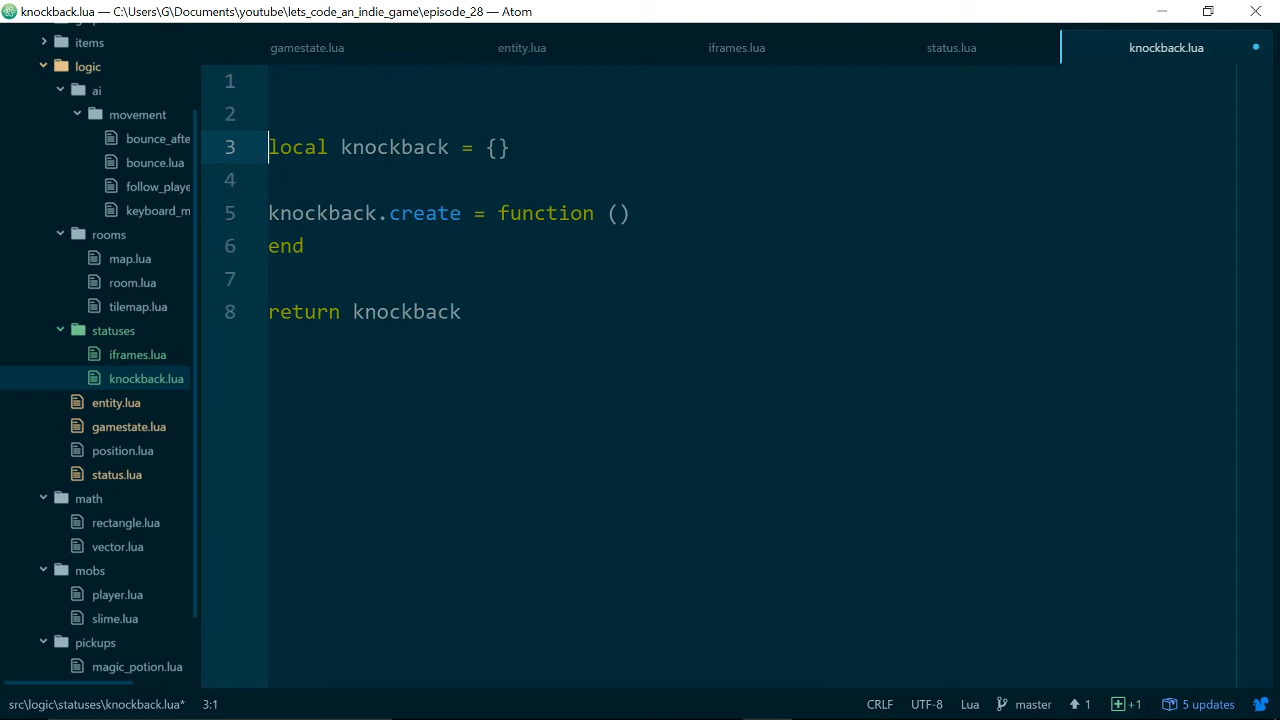 knockback.lua — C:\Users\G\Documents\youtube\lets_code_an_indie_game\episode_28 — Atom
gamestate.lua entity.lua iframes.lua status.lua knockback.lua
items
logic
ai
movement
bounce_afte
bounce.lua
follow_playe
keyboard_m
rooms
map.lua
room.lua
tilemap.lua
statuses
iframes.lua
knockback.lua
entity.lua
gamestate.lua
position.lua
status.lua
math
rectangle.lua
vector.lua
mobs
player.lua
slime.lua
pickups
magic_potion.lua
1
2
3 local knockback = {}
4
5 knockback.create = function ()
6 end
7
8 return knockback
src\logic\statuses\knockback.lua* 3:1 CRLF UTF-8 Lua master 1 +1 5 updates